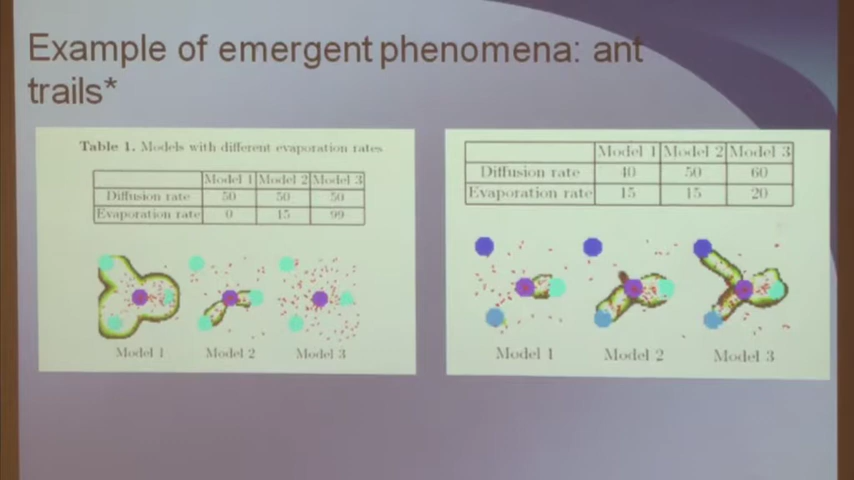 Example of emergent phenomena: ant
trails*
Table 1. Models with different evaporation rates
Model 1 Model 2 Model 3
Diffusion rate 50 50 50
Evaporation rate 0 15 99
Model 1 Model 2 Model 3
Model 1 Model 2 Model 3
Diffusion rate 40 50 60
Evaporation rate 15 15 20
Model 1 Model 2 Model 3